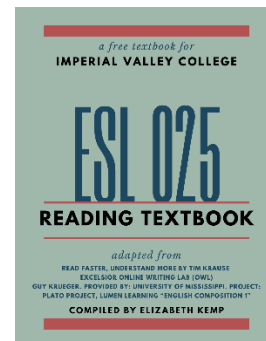 a free textbook for
IMPERIAL VALLEY COLLEGE
ESL 025
READING TEXTBOOK
adapted from
READ FASTER, UNDERSTAND MORE BY TIM KRAUSE
EXCELSIOR ONLINE WRITING LAB (OWL)
GUY KRUEGER. PROVIDED BY: UNIVERSITY OF MISSISSIPPI. PROJECT:
PLATO PROJECT, LUMEN LEARNING "ENGLISH COMPOSITION 1"
COMPILED BY ELIZABETH KEMP